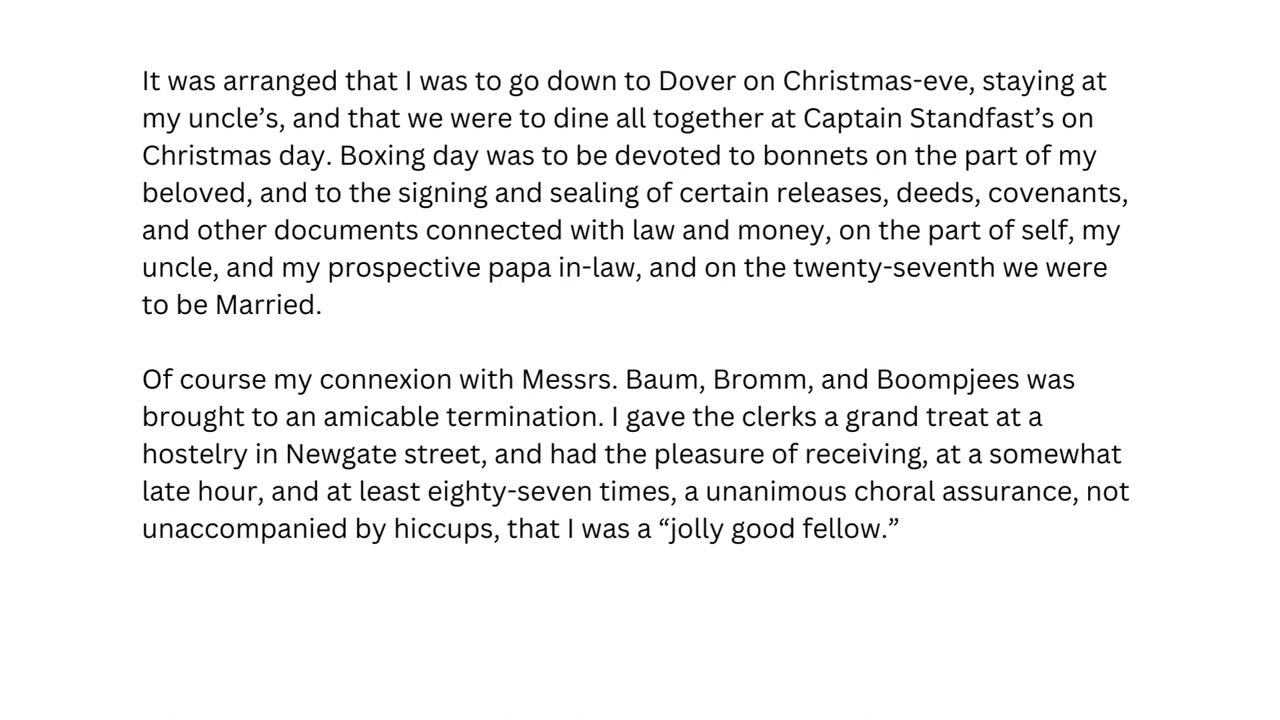 It was arranged that I was to go down to Dover on Christmas-eve, staying at
my uncle’s, and that we were to dine all together at Captain Standfast’s on
Christmas day. Boxing day was to be devoted to bonnets on the part of my
beloved, and to the signing and sealing of certain releases, deeds, covenants,
and other documents connected with law and money, on the part of self, my
uncle, and my prospective papa in-law, and on the twenty-seventh we were
to be Married.

Of course my connexion with Messrs. Baum, Bromm, and Boompjees was
brought to an amicable termination. I gave the clerks a grand treat at a
hostelry in Newgate street, and had the pleasure of receiving, at a somewhat
late hour, and at least eighty-seven times, a unanimous choral assurance, not
unaccompanied by hiccups, that I was a “jolly good fellow.”